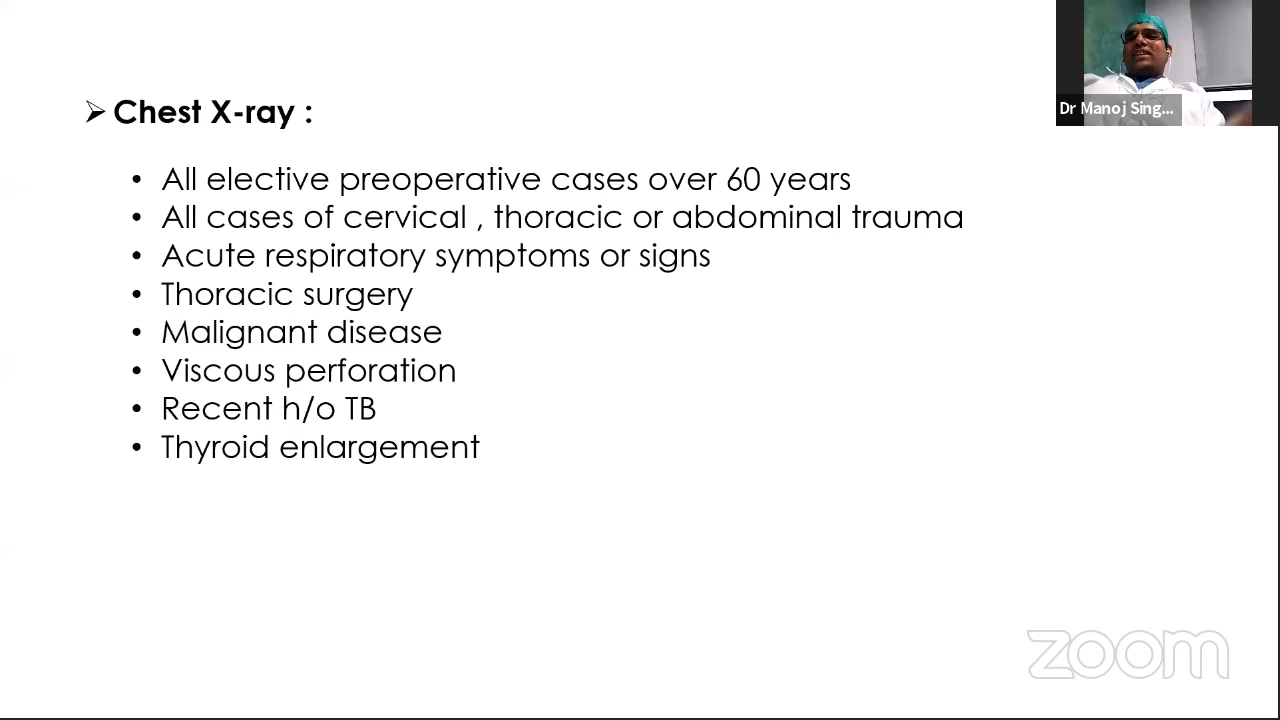 Chest X-ray :
Dr Manoj Sing...
• All elective preoperative cases over 60 years
• All cases of cervical , thoracic or abdominal trauma
• Acute respiratory symptoms or signs
• Thoracic surgery
• Malignant disease
• Viscous perforation
• Recent h/o TB
• Thyroid enlargement
zoom